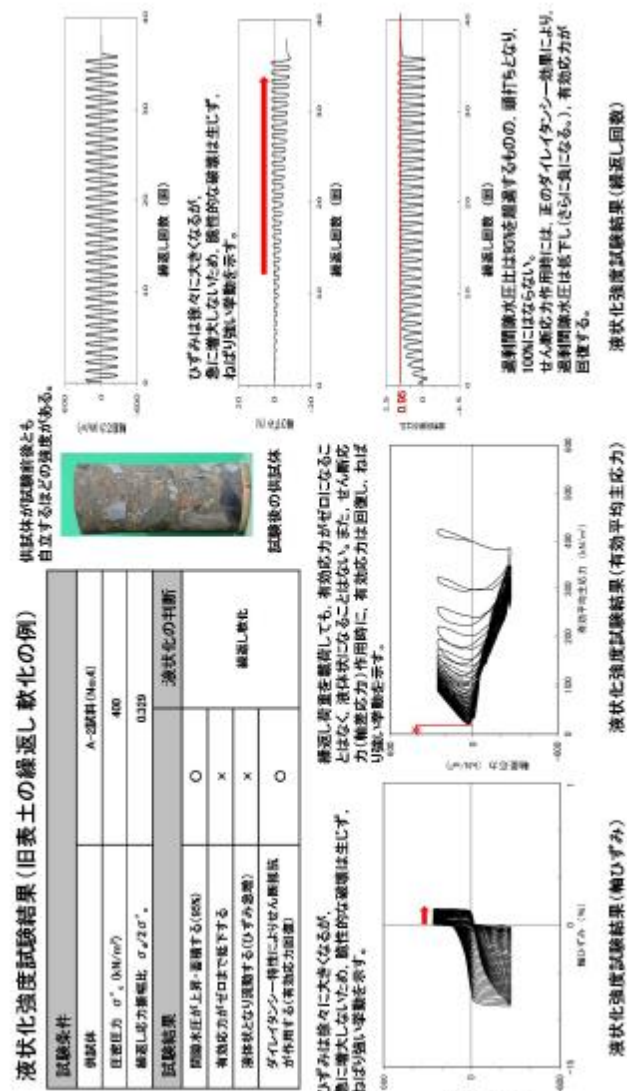 液状化強度試験結果(旧表土の繰返し軟化の例)
試験条件
供試体 A-2試料(No.4)
圧密圧力 σ'c (kN/m²) 400
繰返し応力振幅比 σd/2σ'c 0.329
試験結果 液状化の判断
間隙水圧が上昇・蓄積する(95%) ○
有効応力がゼロまで低下する ×
液体状となり流動する(ひずみ急増) ×
ダイレイタンシー特性によりせん断抵抗
が作用する(有効応力回復) ○
繰返し軟化
供試体が試験前後とも
自立するほどの強度がある。
試験後の供試体
ひずみは徐々に大きくなるが、
急に増大しないため、脆性的な破壊は生じず、
ねばり強い挙動を示す。
軸ひずみ (%)
液状化強度試験結果(軸ひずみ)
繰返し荷重を載荷しても、有効応力がゼロになるこ
とはなく、液体状になることはない。また、せん断応
力(軸差応力)作用時に、有効応力は回復し、ねば
り強い挙動を示す。
軸差応力 (kN/m²)
有効平均主応力 (kN/m²)
液状化強度試験結果(有効平均主応力)
繰返し回数 (回)
ひずみは徐々に大きくなるが、
急に増大しないため、脆性的な破壊は生じず、
ねばり強い挙動を示す。
繰返し回数 (回)
0.95
繰返し回数 (回)
過剰間隙水圧比は95%を超過するものの、頭打ちとなり、
100%にはならない。
せん断応力作用時には、正のダイレイタンシー効果により、
過剰間隙水圧は低下し(さらに負になる。)、有効応力が
回復する。
液状化強度試験結果(繰返し回数)